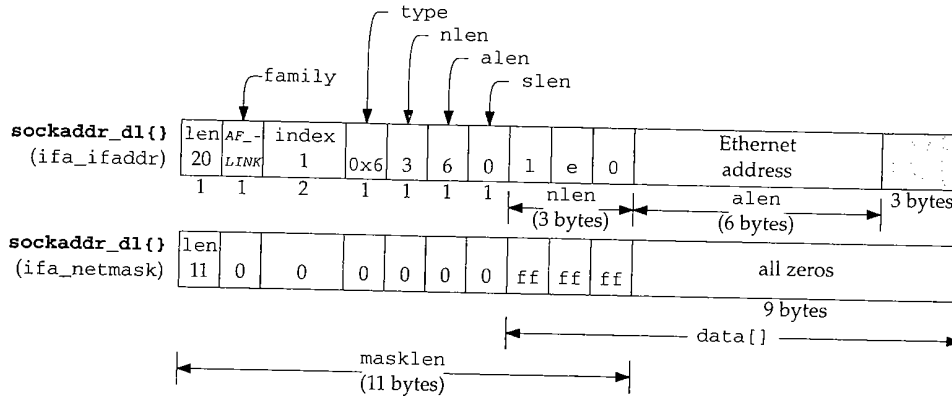 type
nlen
alen
slen
family
sockaddr_dl{}
(ifa_ifaddr)
len
20
AF_-
LINK
index
1
0x6
3
6
0
l
e
0
Ethernet
address
1
1
2
1
1
1
1
nlen
(3 bytes)
alen
(6 bytes)
3 bytes
sockaddr_dl{}
(ifa_netmask)
len
11
0
0
0
0
0
0
ff
ff
ff
all zeros
9 bytes
data[]
masklen
(11 bytes)